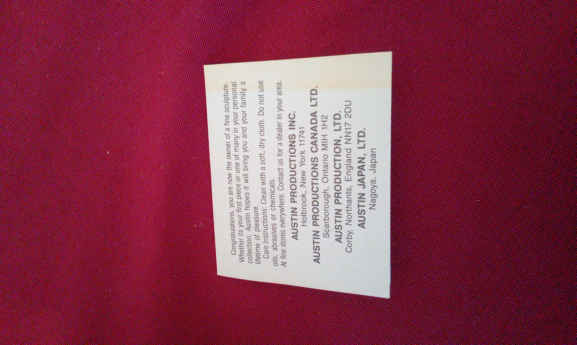 Congratulations, you are now the owner of a fine sculpture.
Whether its your first piece or one of many in your personal
collection, Austin hopes it will bring you and your family a
lifetime of pleasure.
Care Instructions: Clean with a soft, dry cloth. Do not use
oils, abrasives or chemicals.
At fine stores everywhere. Contact us for a dealer in your area.
AUSTIN PRODUCTIONS INC.
Holbrook, New York 11741
AUSTIN PRODUCTIONS CANADA LTD.
Scarborough, Ontario M1H 1H2
AUSTIN PRODUCTION, LTD.
Corby, Northants, England NN17 2DU
AUSTIN JAPAN, LTD.
Nagoya, Japan